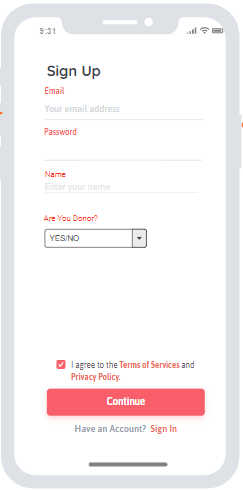 9:31
Sign Up
Email
Your email address
Password
Name
Enter your name
Are You Donor?
YES/NO
I agree to the Terms of Services and
Privacy Policy.
Continue
Have an Account? Sign In